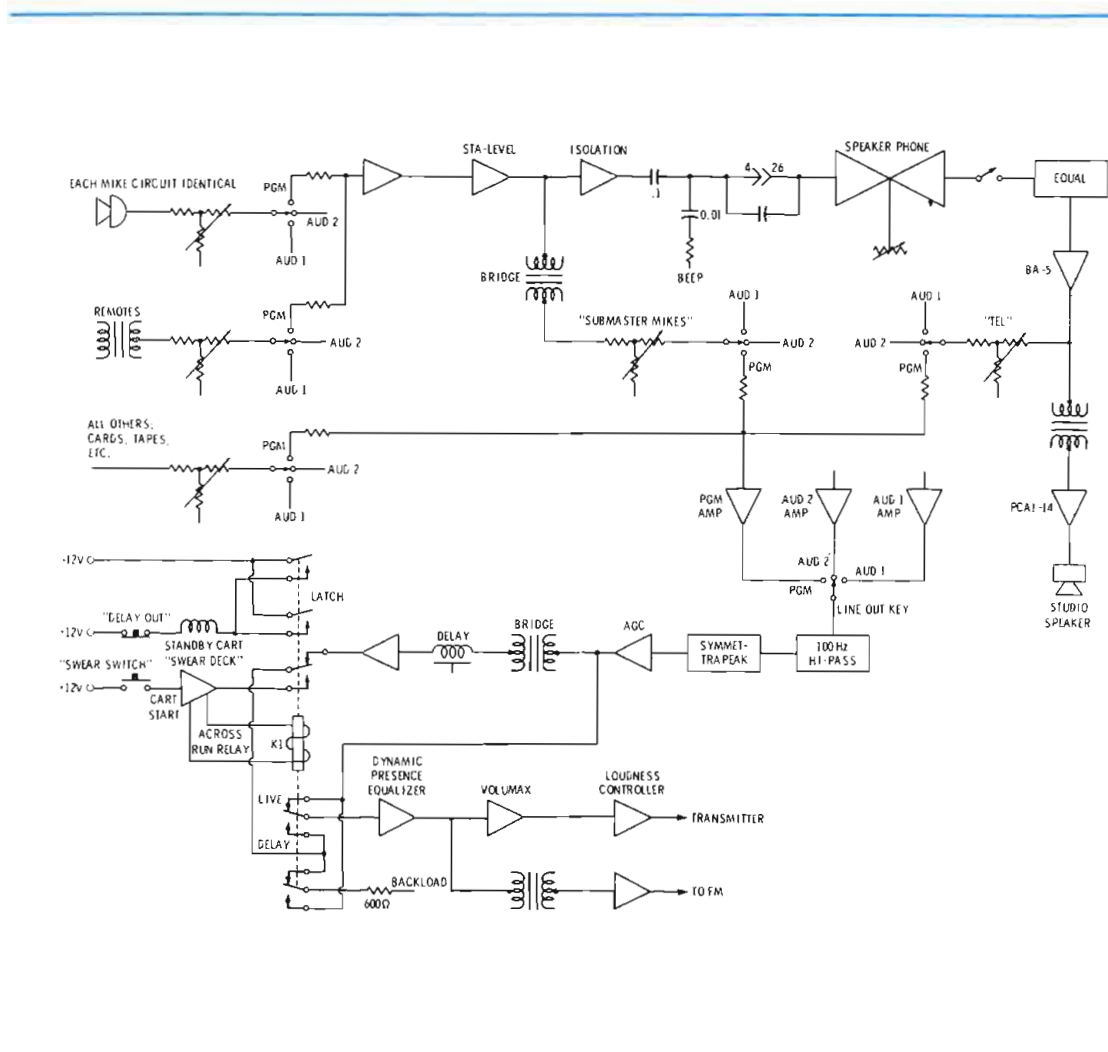 SPEAKER PHONE
STA-LEVEL
ISOLATION
4
26
EACH MIKE CIRCUIT IDENTICAL
PGM
EQUAL
.1
0.01
AUD 2
AUD 1
BRIDGE
BEEP
BA-5
REMOTES
PGM
"SUBMASTER MIKES"
AUD 1
AUD 1
"TEL"
AUD 2
AUD 2
AUD 2
PGM
PGM
AUD 1
ALL OTHERS;
CARDS, TAPES,
ETC.
PGM
AUD 2
AUD 1
PGM
AMP
AUD 2
AMP
AUD 1
AMP
PCA1-14
+12V
AUD 2
AUD 1
PGM
LATCH
LINE OUT KEY
STUDIO
SPEAKER
"DELAY OUT"
+12V
STANDBY CART
DELAY
BRIDGE
AGC
SYMMET-
TRAPEAK
100 Hz
HI-PASS
"SWEAR SWITCH"
"SWEAR DECK"
+12V
CART
START
ACROSS
RUN RELAY
K1
DYNAMIC
PRESENCE
EQUALIZER
VOLUMAX
LOUDNESS
CONTROLLER
LIVE
TRANSMITTER
DELAY
BACKLOAD
600Ω
TO FM